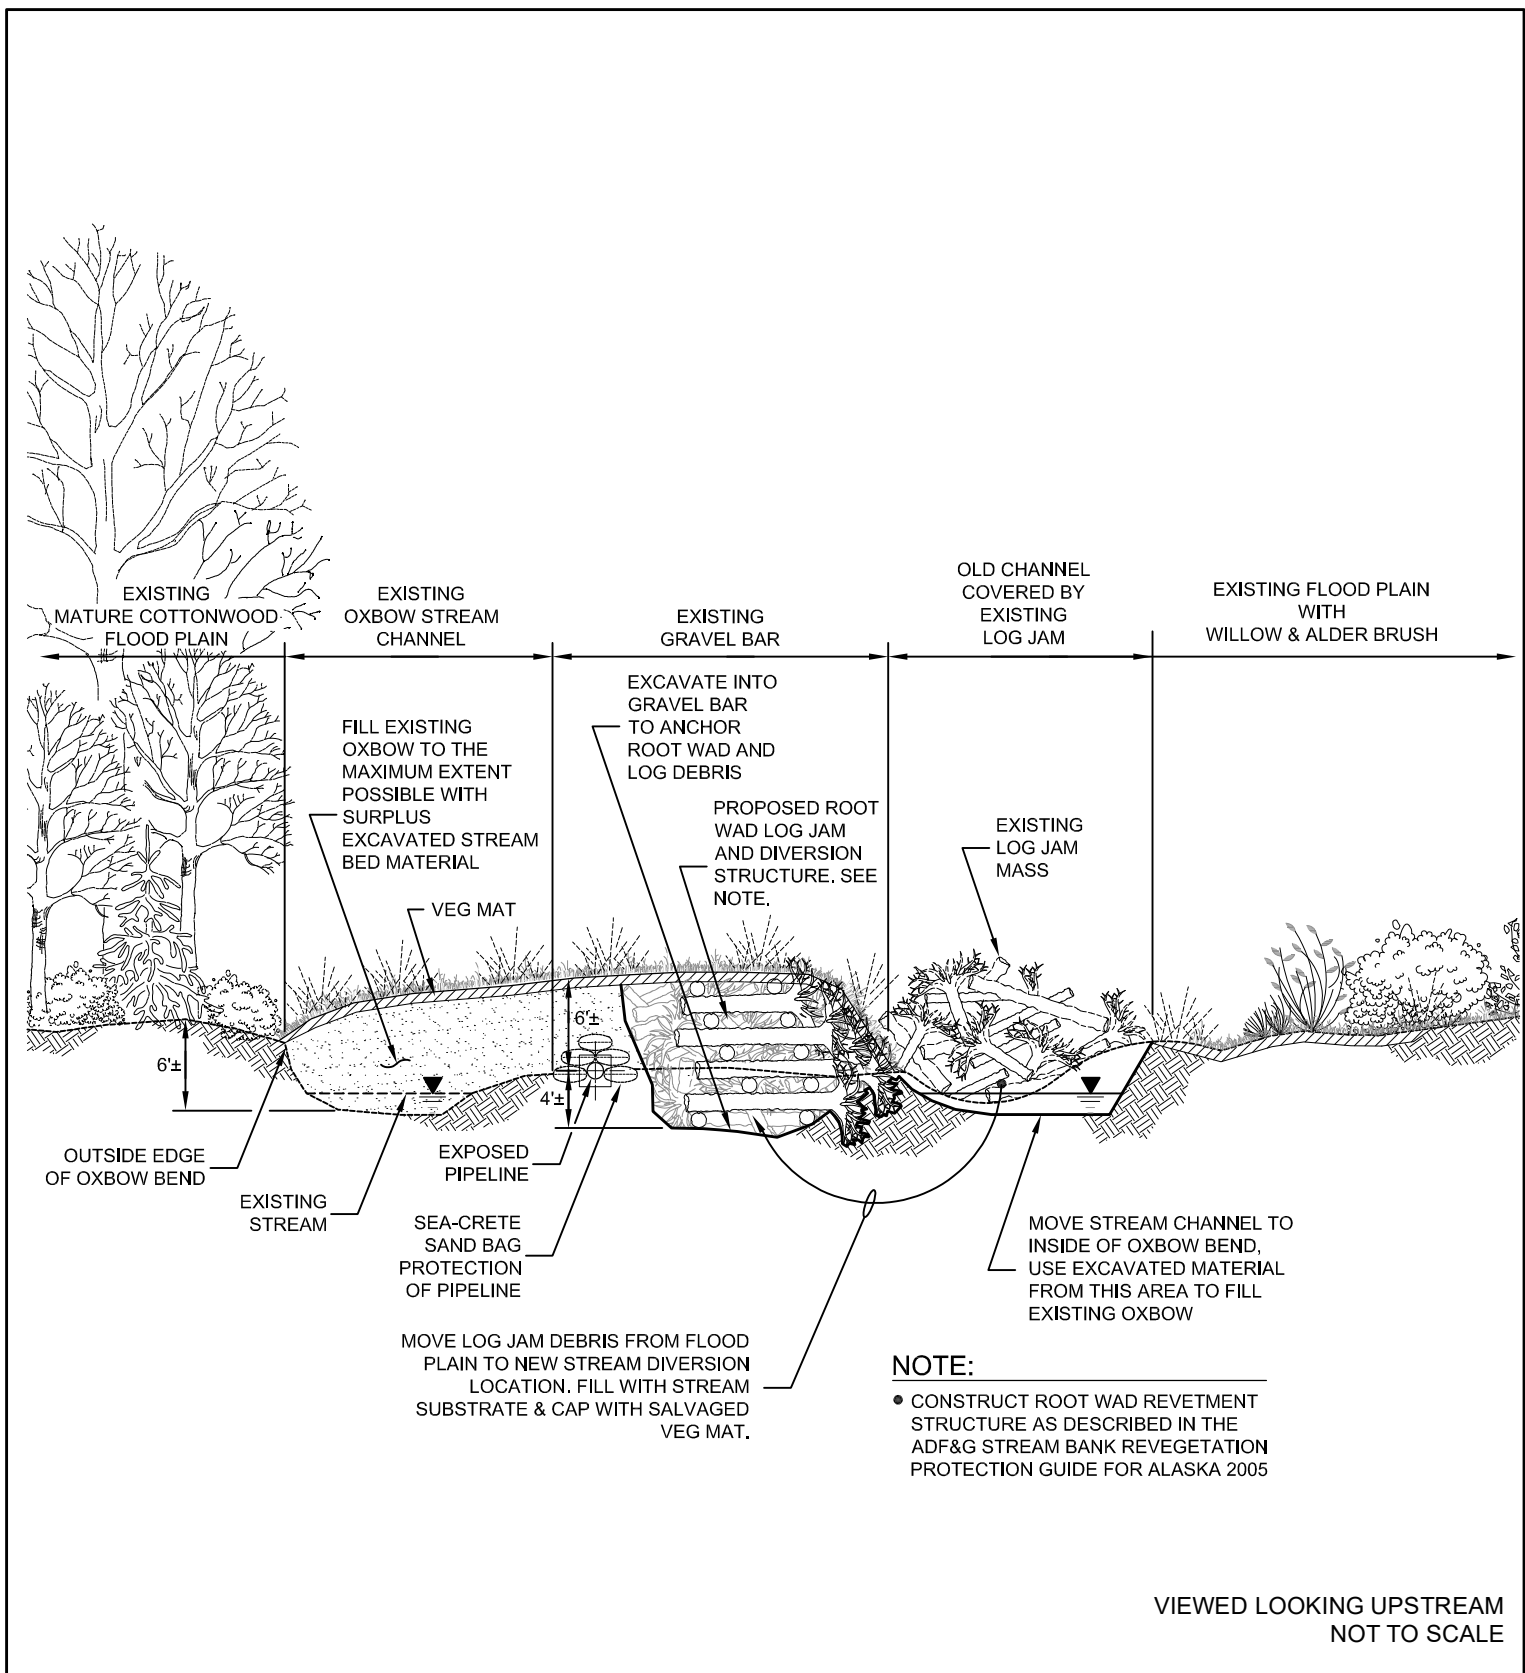 EXISTING
MATURE COTTONWOOD
FLOOD PLAIN
EXISTING
OXBOW STREAM
CHANNEL
EXISTING
GRAVEL BAR
OLD CHANNEL
COVERED BY
EXISTING
LOG JAM
EXISTING FLOOD PLAIN
WITH
WILLOW & ALDER BRUSH
FILL EXISTING
OXBOW TO THE
MAXIMUM EXTENT
POSSIBLE WITH
SURPLUS
EXCAVATED STREAM
BED MATERIAL
VEG MAT
EXCAVATE INTO
GRAVEL BAR
TO ANCHOR
ROOT WAD AND
LOG DEBRIS
PROPOSED ROOT
WAD LOG JAM
AND DIVERSION
STRUCTURE. SEE
NOTE.
EXISTING
LOG JAM
MASS
6'±
6'±
4'±
OUTSIDE EDGE
OF OXBOW BEND
EXISTING
STREAM
EXPOSED
PIPELINE
SEA-CRETE
SAND BAG
PROTECTION
OF PIPELINE
MOVE LOG JAM DEBRIS FROM FLOOD
PLAIN TO NEW STREAM DIVERSION
LOCATION. FILL WITH STREAM
SUBSTRATE & CAP WITH SALVAGED
VEG MAT.
MOVE STREAM CHANNEL TO
INSIDE OF OXBOW BEND,
USE EXCAVATED MATERIAL
FROM THIS AREA TO FILL
EXISTING OXBOW
NOTE:
● CONSTRUCT ROOT WAD REVETMENT
STRUCTURE AS DESCRIBED IN THE
ADF&G STREAM BANK REVEGETATION
PROTECTION GUIDE FOR ALASKA 2005
VIEWED LOOKING UPSTREAM
NOT TO SCALE